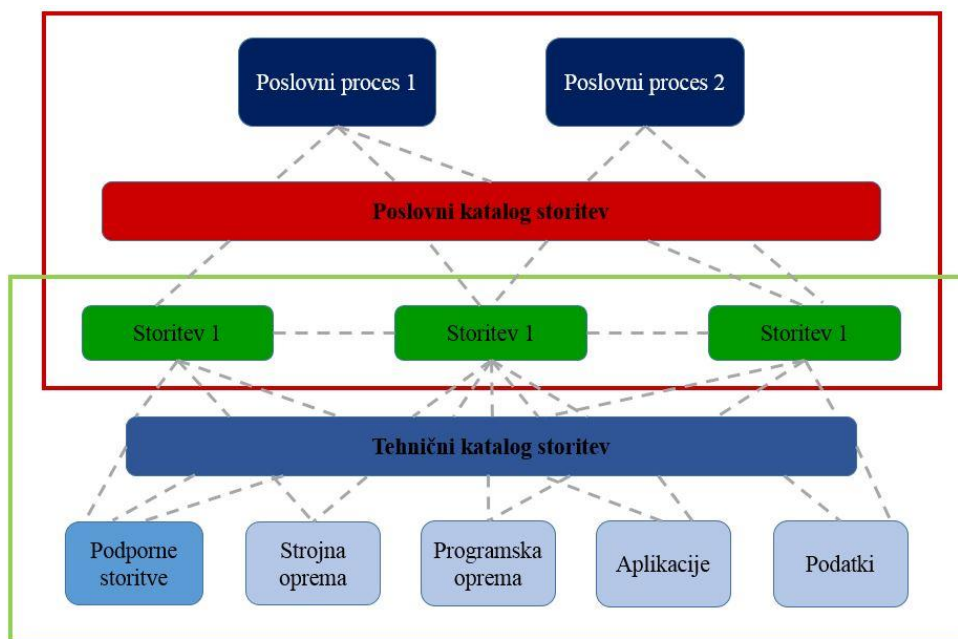 Poslovni proces 1
Poslovni proces 2
Poslovni katalog storitev
Storitev 1
Storitev 1
Storitev 1
Tehnični katalog storitev
Podporne
storitve
Strojna
oprema
Programska
oprema
Aplikacije
Podatki